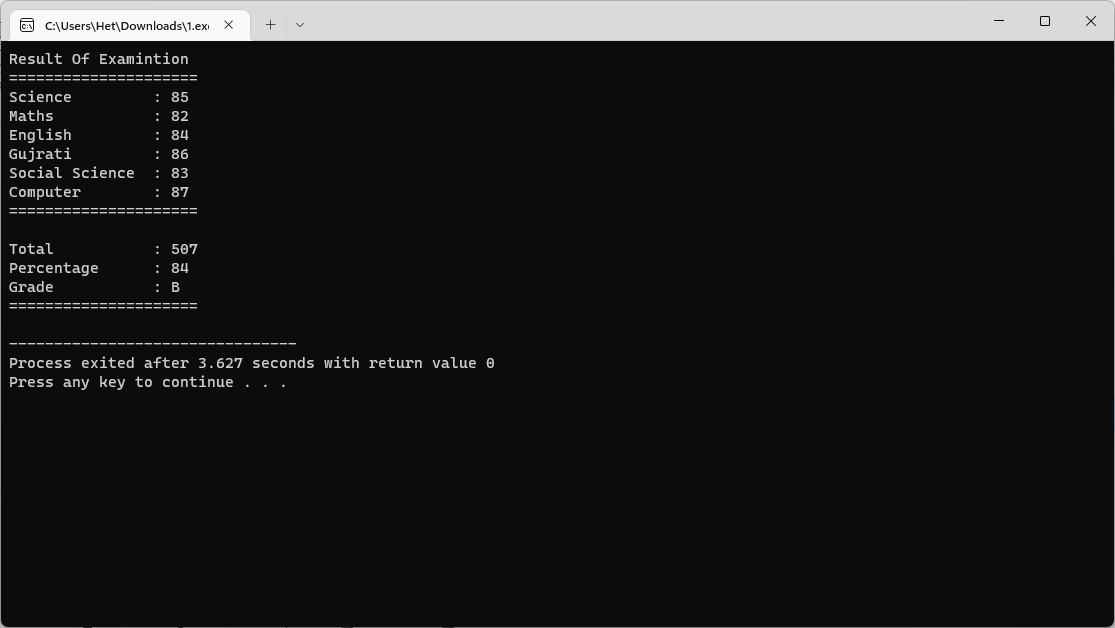 C:\Users\Het\Downloads\1.exe
Result Of Examintion
=====================
Science         : 85
Maths           : 82
English         : 84
Gujrati         : 86
Social Science  : 83
Computer        : 87
=====================
Total           : 507
Percentage      : 84
Grade           : B
=====================
--------------------------------
Process exited after 3.627 seconds with return value 0
Press any key to continue . . .